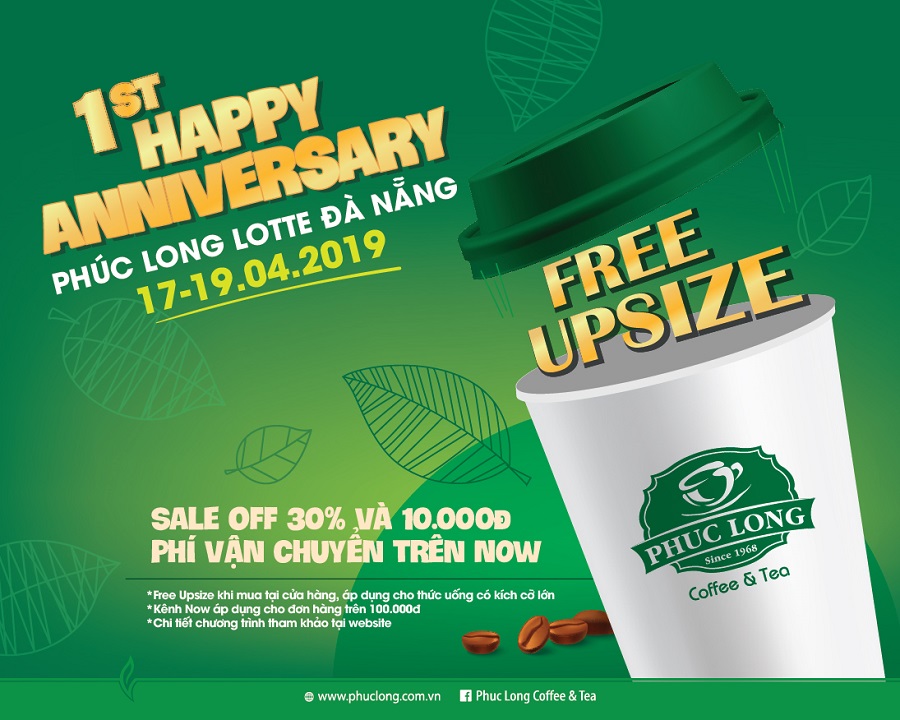 1ST
HAPPY
ANNIVERSARY
PHÚC LONG LOTTE ĐÀ NẴNG
17-19.04.2019
FREE
UPSIZE
PHUC LONG
Since 1968
Coffee & Tea
SALE OFF 30% VÀ 10.000Đ
PHÍ VẬN CHUYỂN TRÊN NOW
*Free Upsize khi mua tại cửa hàng, áp dụng cho thức uống có kích cỡ lớn
*Kênh Now áp dụng cho đơn hàng trên 100.000đ
*Chi tiết chương trình tham khảo tại website
www.phuclong.com.vn
Phuc Long Coffee & Tea